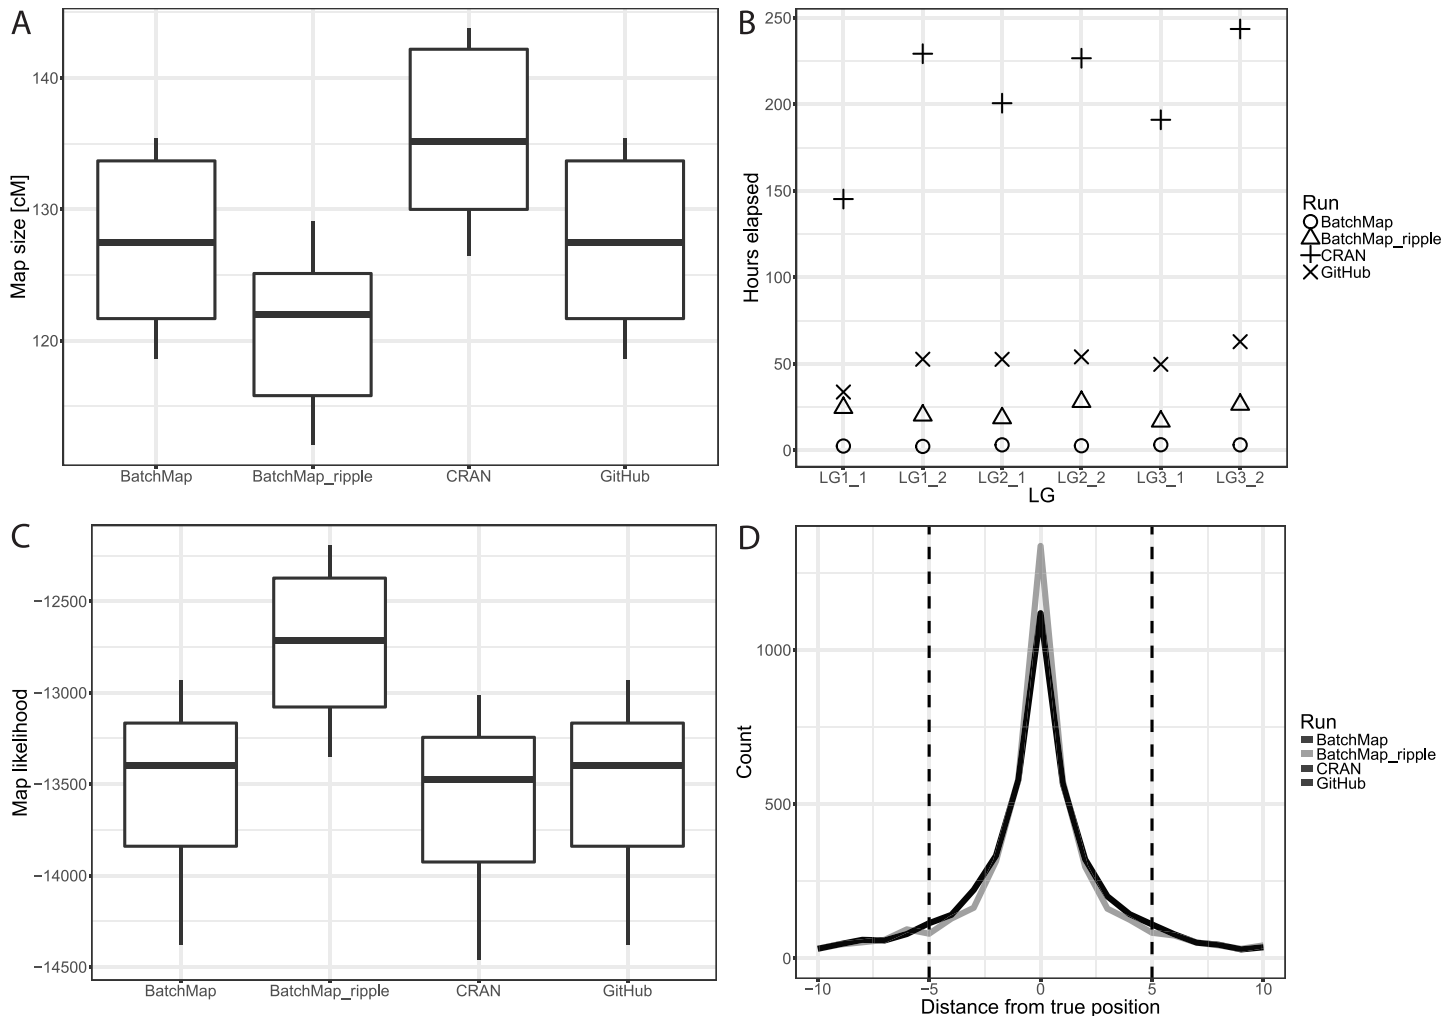 A
Map size [cM]
140
130
120
BatchMap
BatchMap_ripple
CRAN
GitHub
B
Hours elapsed
250
200
150
100
50
0
LG1_1
LG1_2
LG2_1
LG2_2
LG3_1
LG3_2
LG
Run
BatchMap
BatchMap_ripple
CRAN
GitHub
C
Map likelihood
−12500
−13000
−13500
−14000
−14500
BatchMap
BatchMap_ripple
CRAN
GitHub
D
Count
1000
500
0
−10
−5
0
5
10
Distance from true position
Run
BatchMap
BatchMap_ripple
CRAN
GitHub